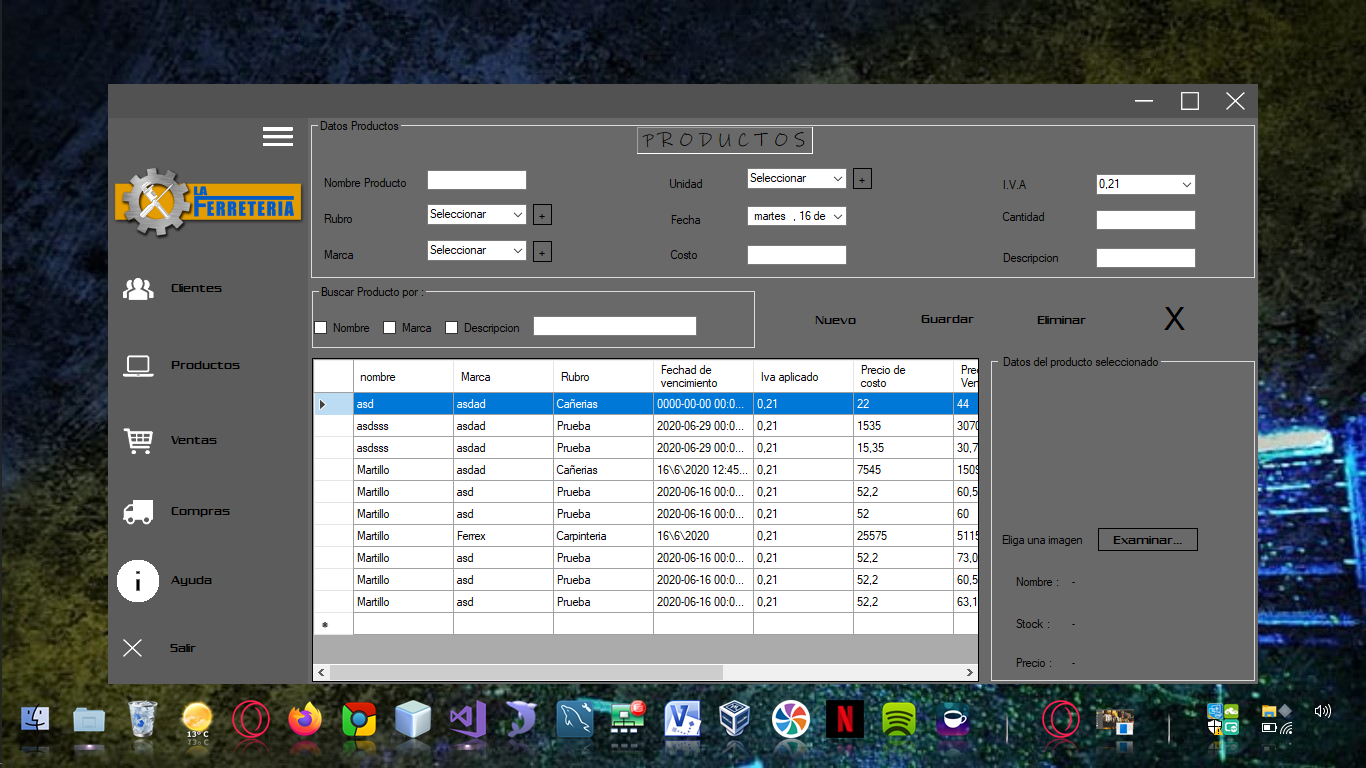 Datos Productos
PRODUCTOS
Nombre Producto
Unidad
Seleccionar
+
I.V.A
0,21
Rubro
Seleccionar
+
Fecha
martes , 16 de
Cantidad
Marca
Seleccionar
+
Costo
Descripcion
LA
FERRETERIA
Clientes
Productos
Ventas
Compras
i
Ayuda
Salir
Buscar Producto por :
Nombre
Marca
Descripcion
Nuevo
Guardar
Eliminar
X
nombre Marca Rubro Fechad de vencimiento Iva aplicado Precio de costo Prec Ven
asd asdad Cañerias 0000-00-00 00:0... 0,21 22 44
asdsss asdad Prueba 2020-06-29 00:0... 0,21 1535 3070
asdsss asdad Prueba 2020-06-29 00:0... 0,21 15,35 30,7
Martillo asdad Cañerias 16\6\2020 12:45... 0,21 7545 1509
Martillo asd Prueba 2020-06-16 00:0... 0,21 52,2 60,5
Martillo asd Prueba 2020-06-16 00:0... 0,21 52 60
Martillo Ferrex Carpinteria 16\6\2020 0,21 25575 5115
Martillo asd Prueba 2020-06-16 00:0... 0,21 52,2 73,0
Martillo asd Prueba 2020-06-16 00:0... 0,21 52,2 60,5
Martillo asd Prueba 2020-06-16 00:0... 0,21 52,2 63,1
*
Datos del producto seleccionado
Eliga una imagen
Examinar...
Nombre : -
Stock : -
Precio : -
13° C